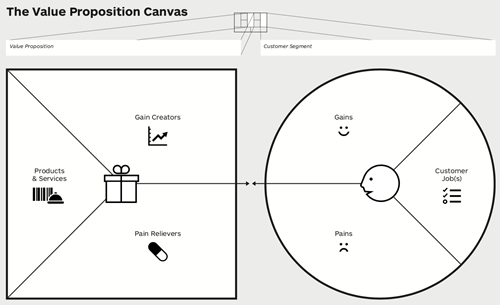 The Value Proposition Canvas
Value Proposition
Customer Segment
Gain Creators
Gains
Products
& Services
Customer
Job(s)
Pain Relievers
Pains